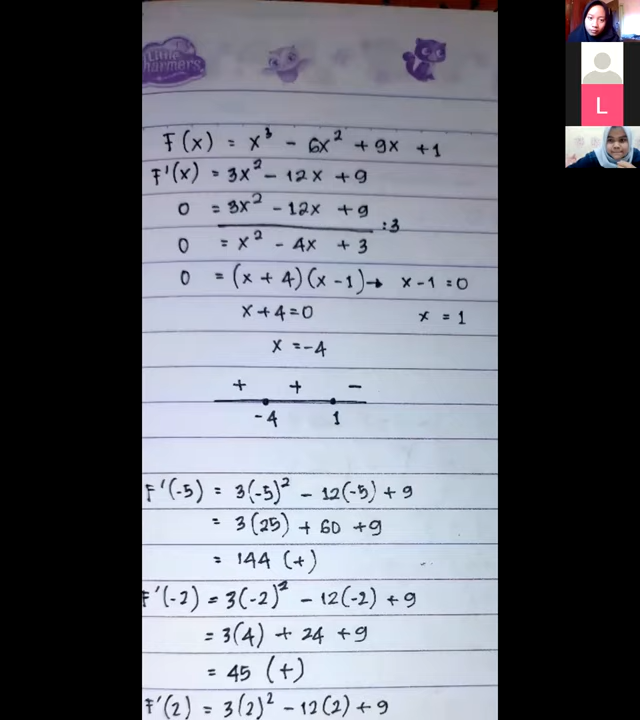 Little
Charmers
F(x) = x³ - 6x² + 9x + 1
F'(x) = 3x² - 12x + 9
0 = 3x² - 12x + 9 :3
0 = x² - 4x + 3
0 = (x + 4)(x - 1) → x - 1 = 0
x + 4 = 0 x = 1
x = -4
+ + -
-4 1
F'(-5) = 3(-5)² - 12(-5) + 9
= 3(25) + 60 + 9
= 144 (+)
F'(-2) = 3(-2)² - 12(-2) + 9
= 3(4) + 24 + 9
= 45 (+)
F'(2) = 3(2)² - 12(2) + 9
L